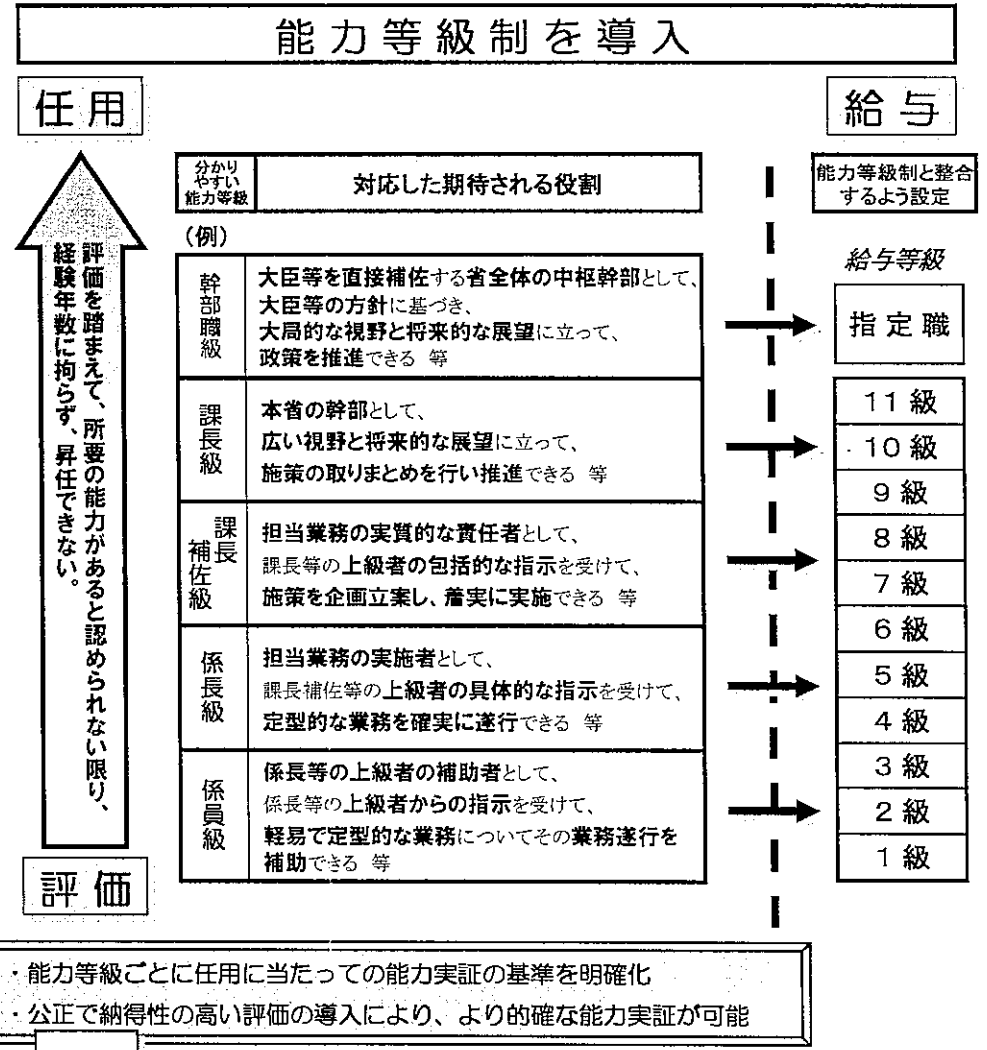 能力等級制を導入
任用
給与
分かり
やすい
能力等級
対応した期待される役割
能力等級制と整合
するよう設定
(例)
評価を踏まえて、所要の能力があると認められない限り、
経験年数に拘らず、昇任できない。
幹部職級
大臣等を直接補佐する省全体の中枢幹部として、
大臣等の方針に基づき、
大局的な視野と将来的な展望に立って、
政策を推進できる 等
課長級
本省の幹部として、
広い視野と将来的な展望に立って、
施策の取りまとめを行い推進できる 等
課長
補佐級
担当業務の実質的な責任者として、
課長等の上級者の包括的な指示を受けて、
施策を企画立案し、着実に実施できる 等
係長級
担当業務の実施者として、
課長補佐等の上級者の具体的な指示を受けて、
定型的な業務を確実に遂行できる 等
係員級
係長等の上級者の補助者として、
係長等の上級者からの指示を受けて、
軽易で定型的な業務についてその業務遂行を
補助できる 等
給与等級
指定職
11級
10級
9級
8級
7級
6級
5級
4級
3級
2級
1級
評価
・能力等級ごとに任用に当たっての能力実証の基準を明確化
・公正で納得性の高い評価の導入により、より的確な能力実証が可能